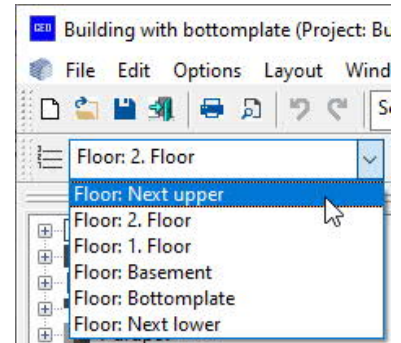 CEO Building with bottomplate (Project: Bu
File Edit Options Layout Wind
Floor: 2. Floor
Floor: Next upper
Floor: 2. Floor
Floor: 1. Floor
Floor: Basement
Floor: Bottomplate
Floor: Next lower